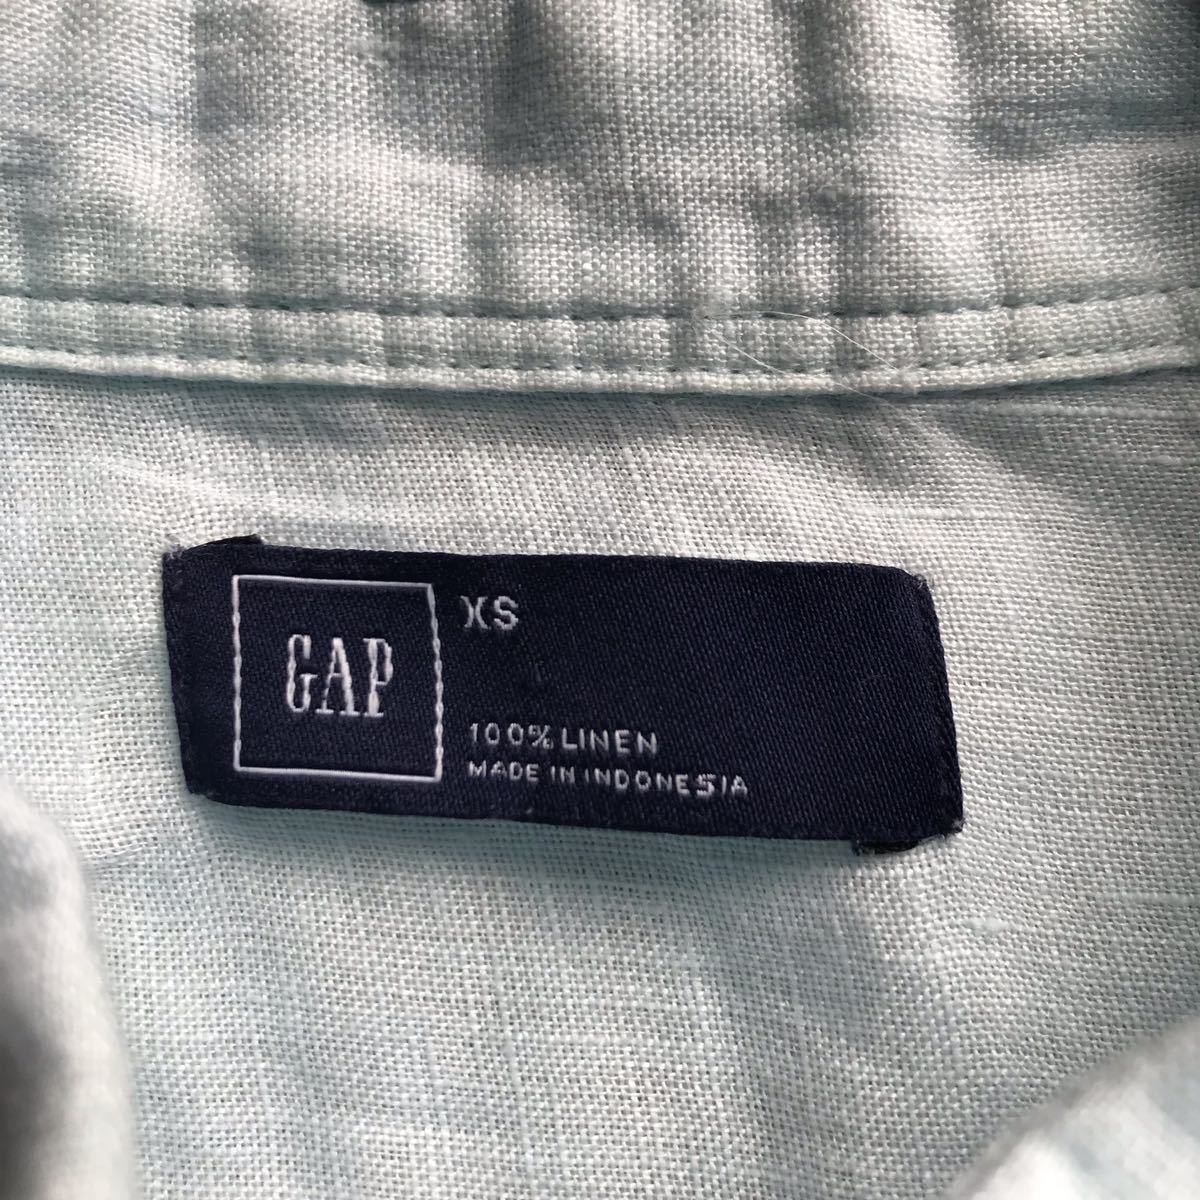 GAP
XS
100% LINEN
MADE IN INDONESIA